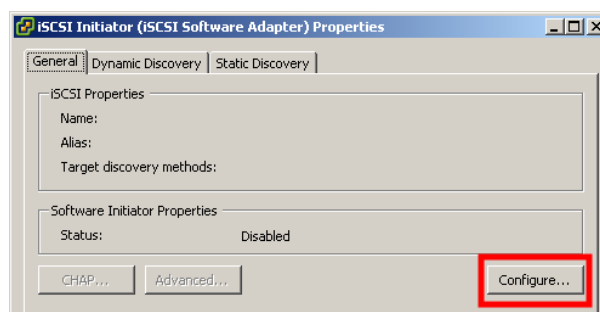 iSCSI Initiator (iSCSI Software Adapter) Properties
General Dynamic Discovery Static Discovery
iSCSI Properties
Name:
Alias:
Target discovery methods:
Software Initiator Properties
Status: Disabled
CHAP... Advanced... Configure...